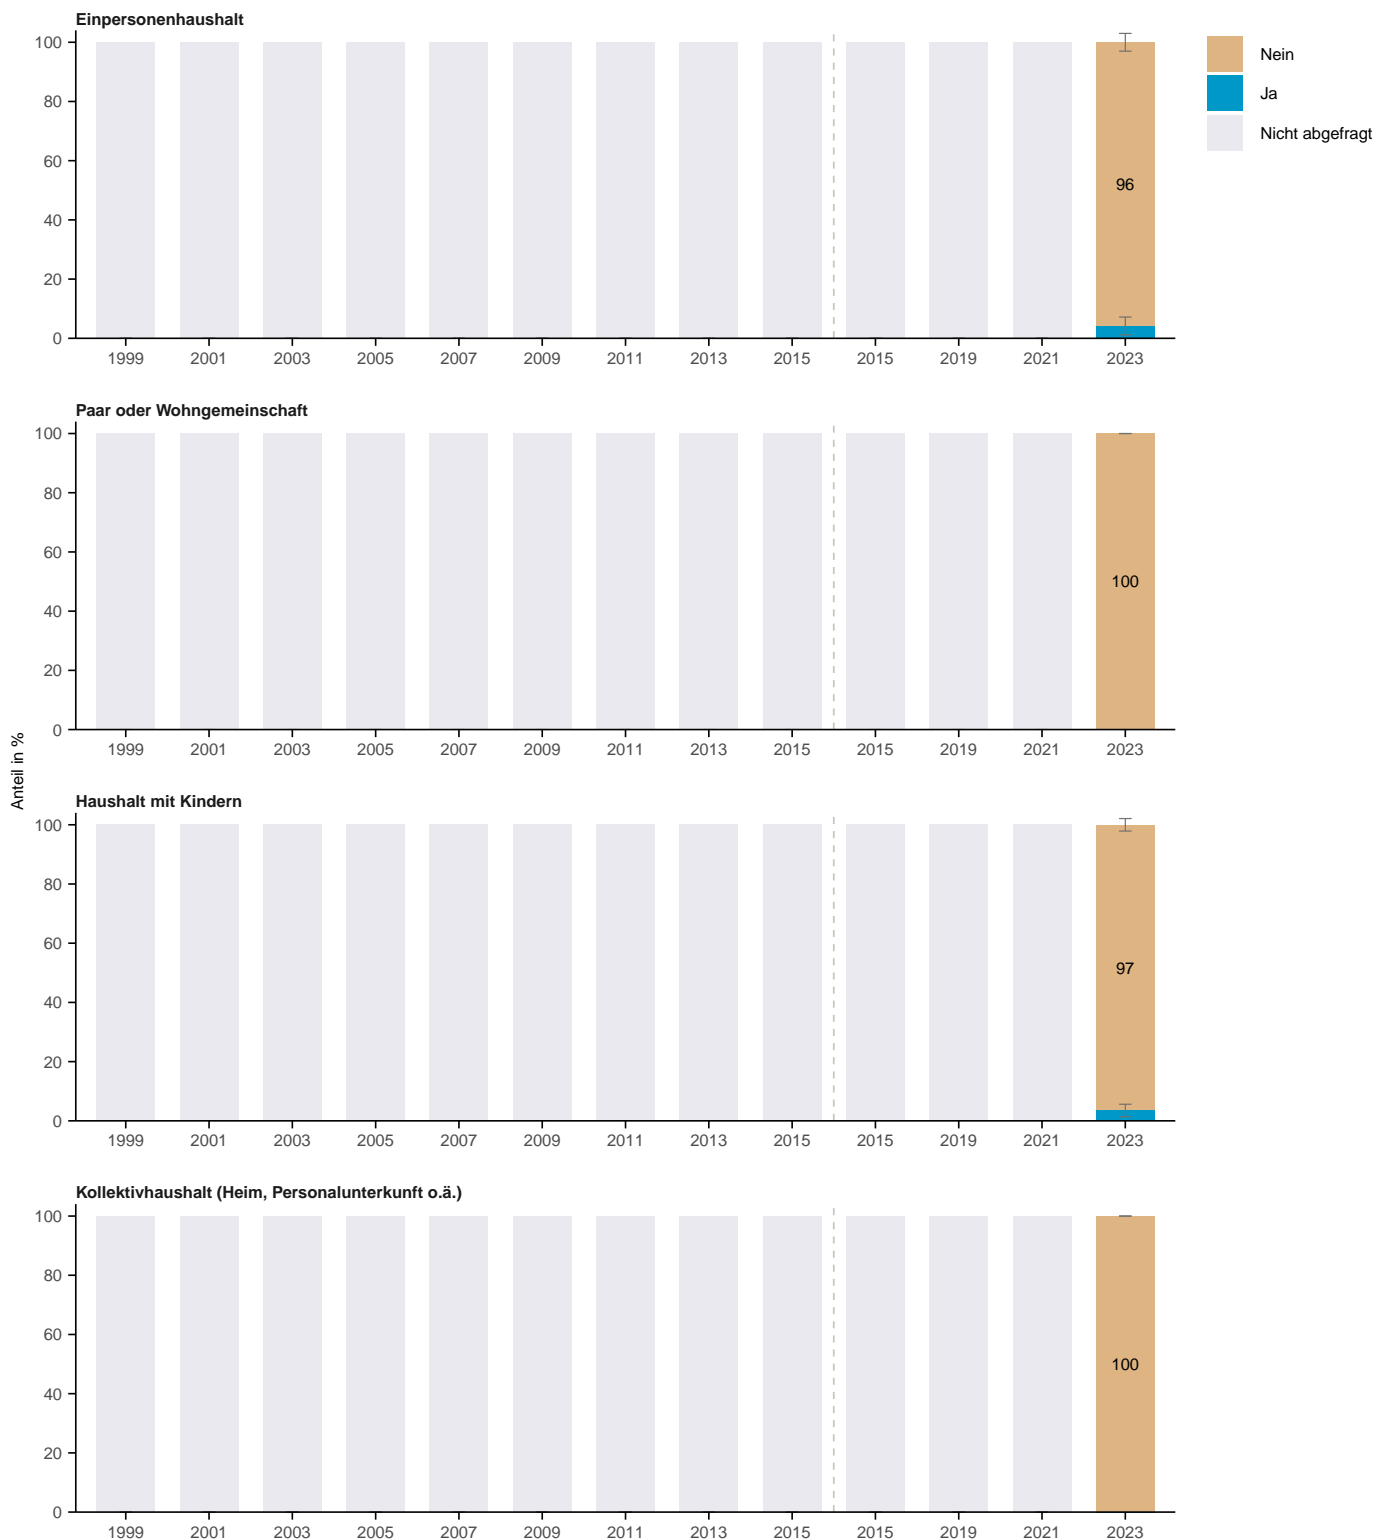 Einpersonenhaushalt
100
80
60
40
20
0
96
1999 2001 2003 2005 2007 2009 2011 2013 2015 2015 2019 2021 2023
Nein
Ja
Nicht abgefragt
Paar oder Wohngemeinschaft
100
80
60
40
20
0
100
1999 2001 2003 2005 2007 2009 2011 2013 2015 2015 2019 2021 2023
Anteil in %
Haushalt mit Kindern
100
80
60
40
20
0
97
1999 2001 2003 2005 2007 2009 2011 2013 2015 2015 2019 2021 2023
Kollektivhaushalt (Heim, Personalunterkunft o.ä.)
100
80
60
40
20
0
100
1999 2001 2003 2005 2007 2009 2011 2013 2015 2015 2019 2021 2023